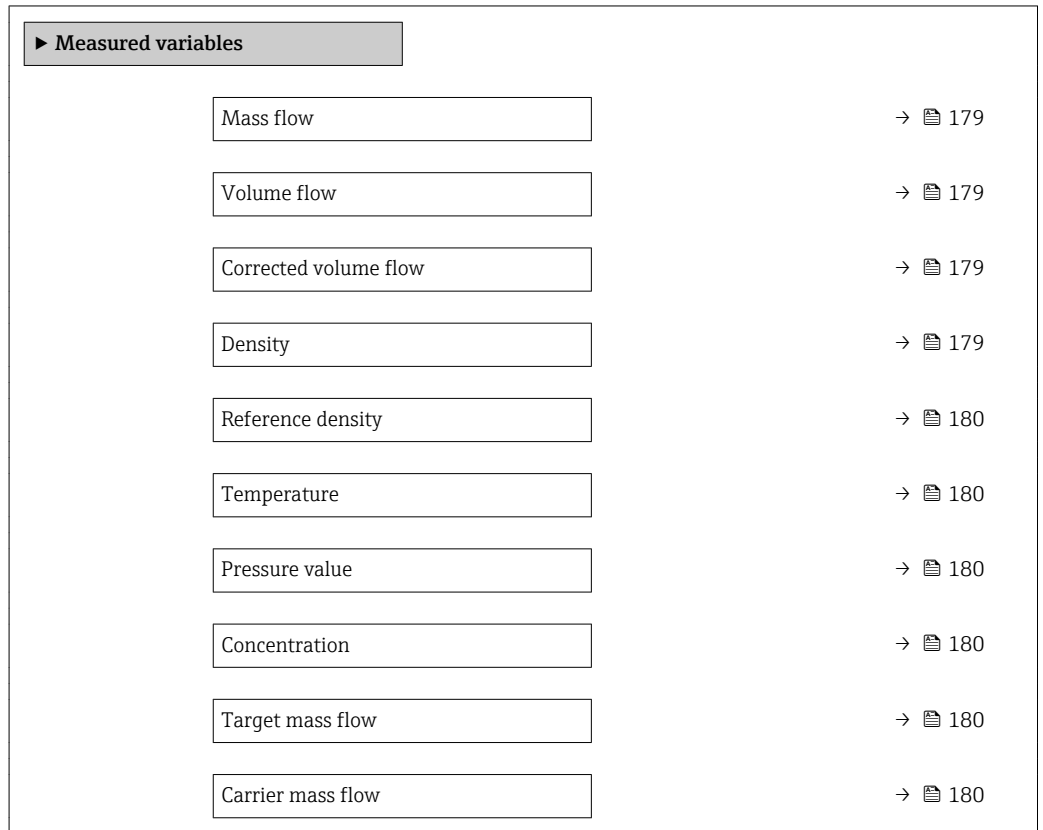 ▶ Measured variables
Mass flow → 179
Volume flow → 179
Corrected volume flow → 179
Density → 179
Reference density → 180
Temperature → 180
Pressure value → 180
Concentration → 180
Target mass flow → 180
Carrier mass flow → 180